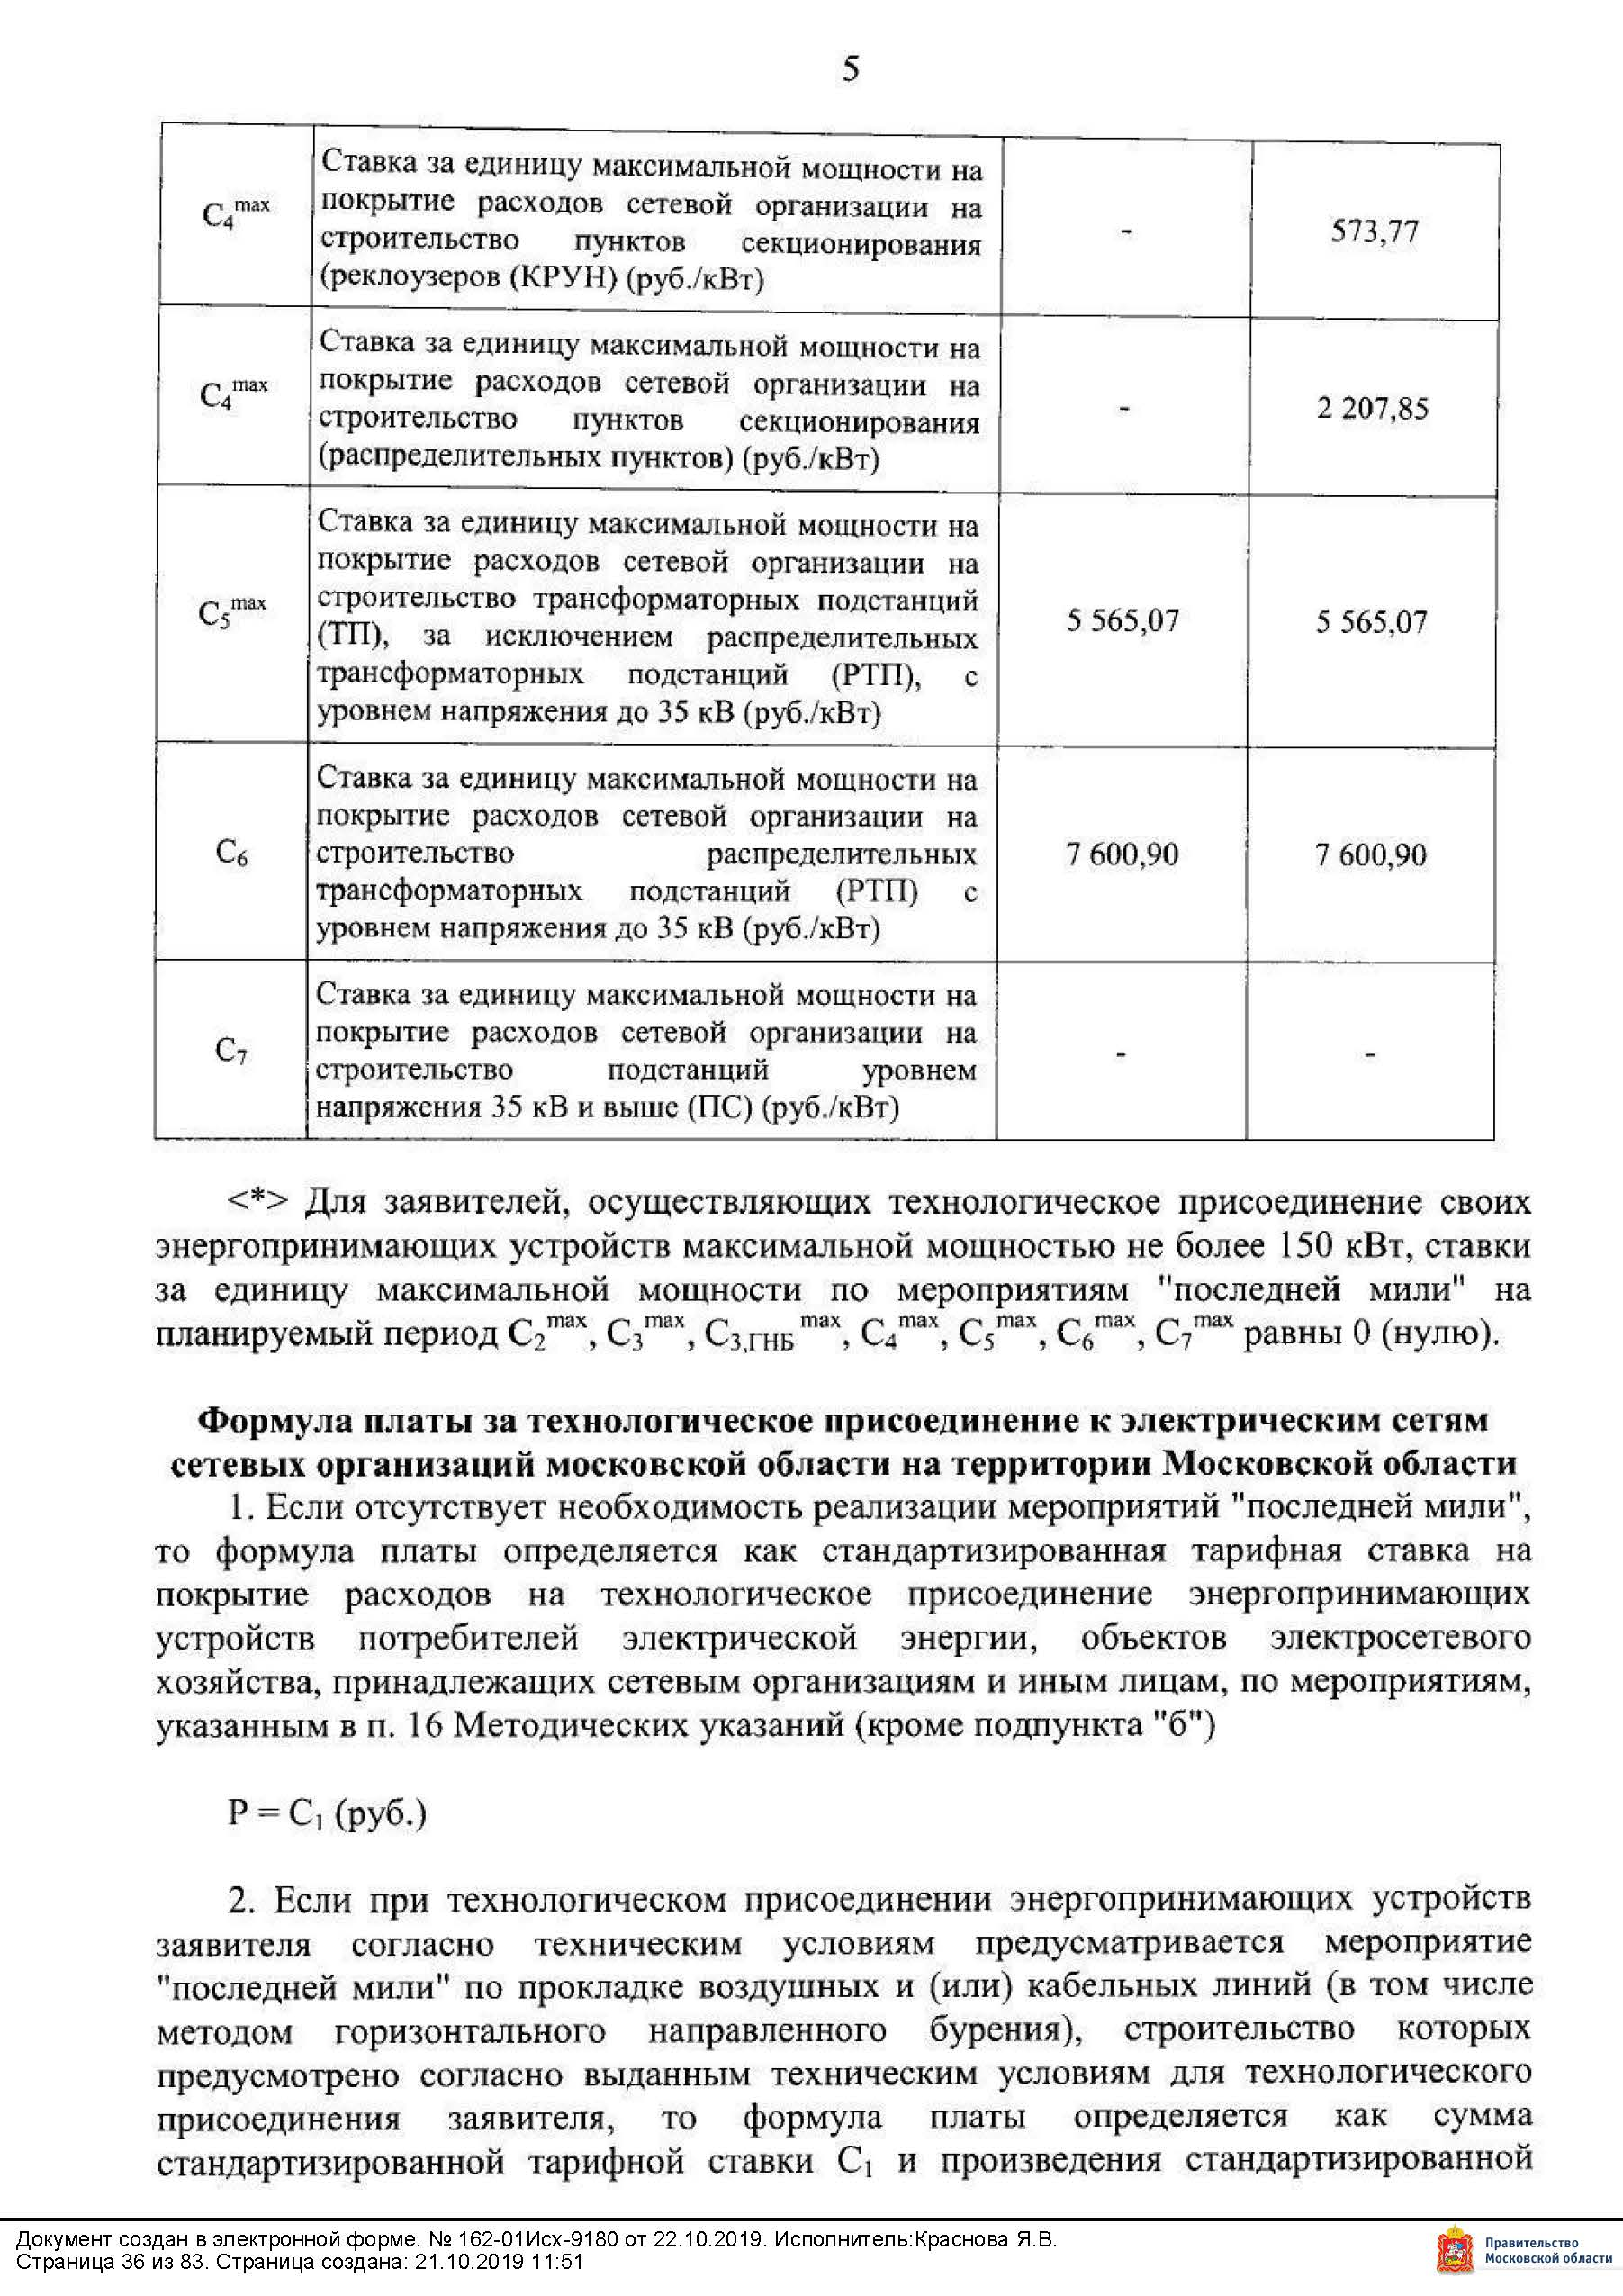 5
C₄ᵐᵃˣ
Ставка за единицу максимальной мощности на
покрытие расходов сетевой организации на
строительство пунктов секционирования
(реклоузеров (КРУН) (руб./кВт)
-
573,77
C₄ᵐᵃˣ
Ставка за единицу максимальной мощности на
покрытие расходов сетевой организации на
строительство пунктов секционирования
(распределительных пунктов) (руб./кВт)
-
2 207,85
C₅ᵐᵃˣ
Ставка за единицу максимальной мощности на
покрытие расходов сетевой организации на
строительство трансформаторных подстанций
(ТП), за исключением распределительных
трансформаторных подстанций (РТП), с
уровнем напряжения до 35 кВ (руб./кВт)
5 565,07
5 565,07
C₆
Ставка за единицу максимальной мощности на
покрытие расходов сетевой организации на
строительство распределительных
трансформаторных подстанций (РТП) с
уровнем напряжения до 35 кВ (руб./кВт)
7 600,90
7 600,90
C₇
Ставка за единицу максимальной мощности на
покрытие расходов сетевой организации на
строительство подстанций уровнем
напряжения 35 кВ и выше (ПС) (руб./кВт)
-
-
<*> Для заявителей, осуществляющих технологическое присоединение своих
энергопринимающих устройств максимальной мощностью не более 150 кВт, ставки
за единицу максимальной мощности по мероприятиям "последней мили" на
планируемый период C₂ᵐᵃˣ, C₃ᵐᵃˣ, C₃,ГНБᵐᵃˣ, C₄ᵐᵃˣ, C₅ᵐᵃˣ, C₆ᵐᵃˣ, C₇ᵐᵃˣ равны 0 (нулю).
Формула платы за технологическое присоединение к электрическим сетям
сетевых организаций московской области на территории Московской области
1. Если отсутствует необходимость реализации мероприятий "последней мили",
то формула платы определяется как стандартизированная тарифная ставка на
покрытие расходов на технологическое присоединение энергопринимающих
устройств потребителей электрической энергии, объектов электросетевого
хозяйства, принадлежащих сетевым организациям и иным лицам, по мероприятиям,
указанным в п. 16 Методических указаний (кроме подпункта "б")
P = C₁ (руб.)
2. Если при технологическом присоединении энергопринимающих устройств
заявителя согласно техническим условиям предусматривается мероприятие
"последней мили" по прокладке воздушных и (или) кабельных линий (в том числе
методом горизонтального направленного бурения), строительство которых
предусмотрено согласно выданным техническим условиям для технологического
присоединения заявителя, то формула платы определяется как сумма
стандартизированной тарифной ставки C₁ и произведения стандартизированной
Документ создан в электронной форме. № 162-01Исх-9180 от 22.10.2019. Исполнитель:Краснова Я.В.
Страница 36 из 83. Страница создана: 21.10.2019 11:51
Правительство
Московской области